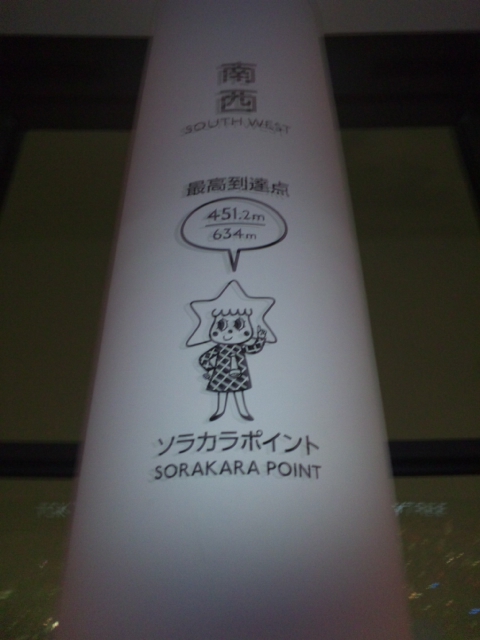 南
西
SOUTH WEST
最高到達点
451.2m
634m
ソラカラポイント
SORAKARA POINT